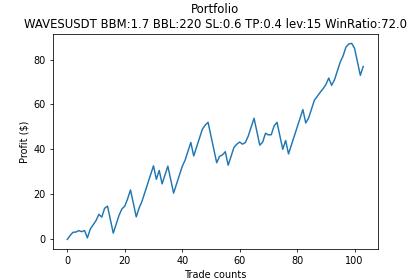 Portfolio
WAVESUSDT BBM:1.7 BBL:220 SL:0.6 TP:0.4 lev:15 WinRatio:72.0
80
60
40
20
0
Profit ($)
0 20 40 60 80 100
Trade counts